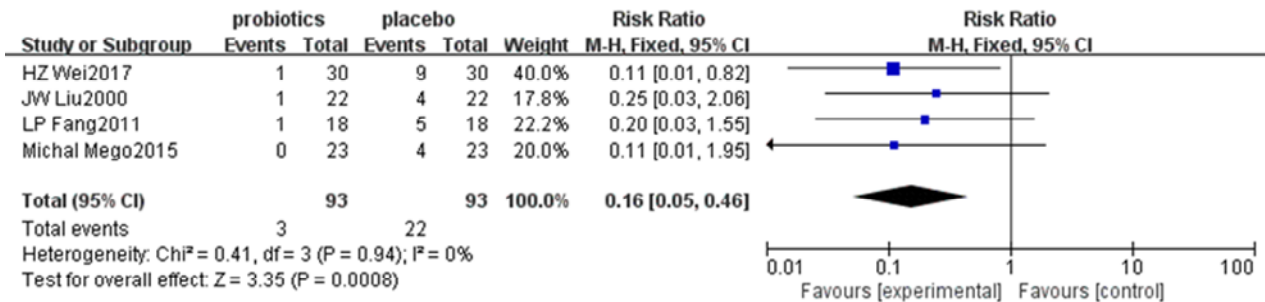 probiotics placebo Risk Ratio Risk Ratio
Study or Subgroup Events Total Events Total Weight M-H, Fixed, 95% CI M-H, Fixed, 95% CI
HZ Wei2017 1 30 9 30 40.0% 0.11 [0.01, 0.82]
JW Liu2000 1 22 4 22 17.8% 0.25 [0.03, 2.06]
LP Fang2011 1 18 5 18 22.2% 0.20 [0.03, 1.55]
Michal Mego2015 0 23 4 23 20.0% 0.11 [0.01, 1.95]
Total (95% CI) 93 93 100.0% 0.16 [0.05, 0.46]
Total events 3 22
Heterogeneity: Chi² = 0.41, df = 3 (P = 0.94); I² = 0%
Test for overall effect: Z = 3.35 (P = 0.0008)
0.01 0.1 1 10 100
Favours [experimental] Favours [control]